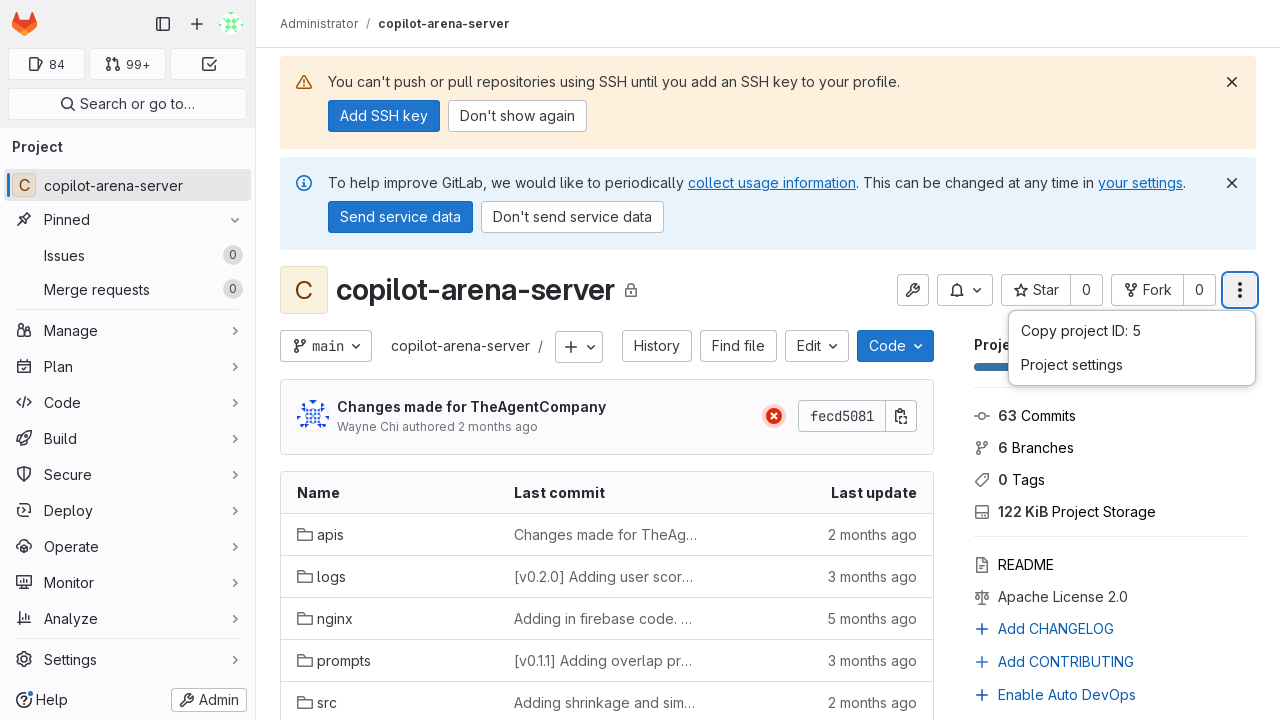 84
99+
Search or go to…
Project
C
copilot-arena-server
Pinned
Issues
0
Merge requests
0
Manage
Plan
Code
Build
Secure
Deploy
Operate
Monitor
Analyze
Settings
Help
Admin
Administrator / copilot-arena-server
You can't push or pull repositories using SSH until you add an SSH key to your profile.
Add SSH key
Don't show again
To help improve GitLab, we would like to periodically collect usage information. This can be changed at any time in your settings.
Send service data
Don't send service data
C
copilot-arena-server
Star 0
Fork 0
Copy project ID: 5
Project settings
main
copilot-arena-server /
History
Find file
Edit
Code
Changes made for TheAgentCompany
Wayne Chi authored 2 months ago
fecd5081
Name Last commit Last update
apis Changes made for TheAg… 2 months ago
logs [v0.2.0] Adding user scor… 3 months ago
nginx Adding in firebase code. … 5 months ago
prompts [v0.1.1] Adding overlap pr… 3 months ago
src Adding shrinkage and sim… 2 months ago
63 Commits
6 Branches
0 Tags
122 KiB Project Storage
README
Apache License 2.0
Add CHANGELOG
Add CONTRIBUTING
Enable Auto DevOps